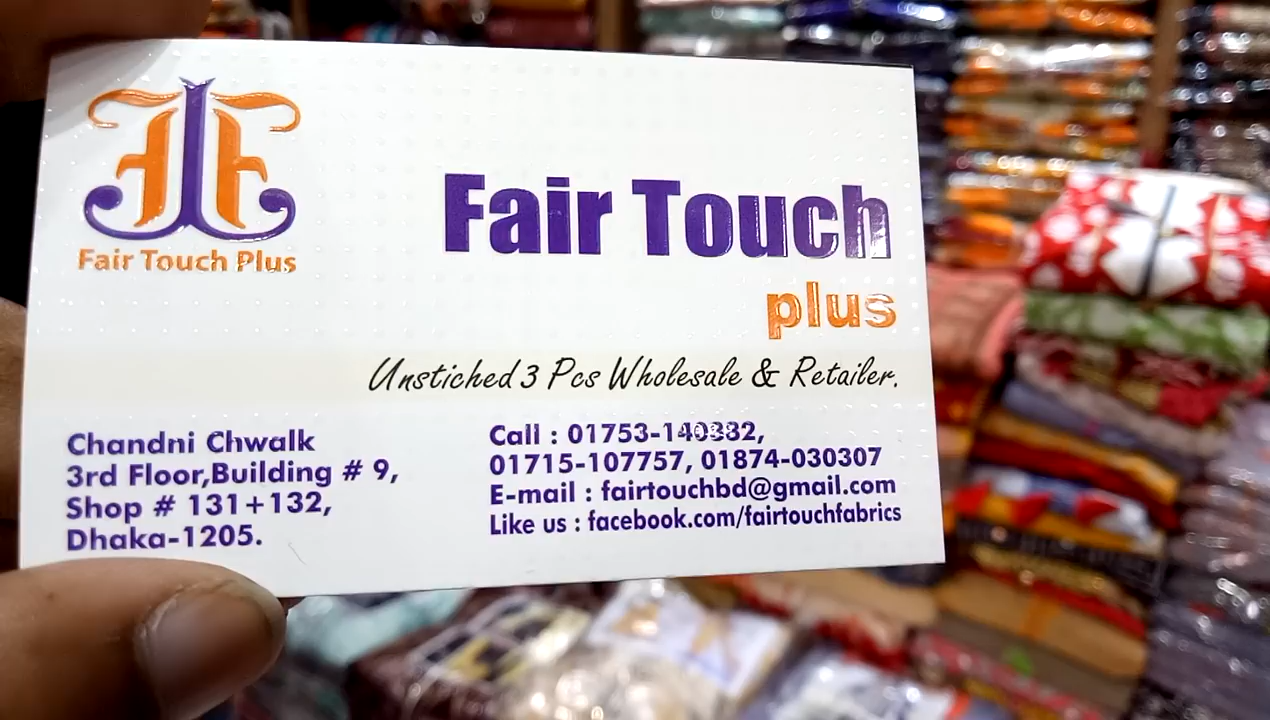 Fair Touch Plus
Fair Touch
plus
Unstiched 3 Pcs Wholesale & Retailer.
Chandni Chwalk
3rd Floor,Building # 9,
Shop # 131+132,
Dhaka-1205.
Call : 01753-140382,
01715-107757, 01874-030307
E-mail : fairtouchbd@gmail.com
Like us : facebook.com/fairtouchfabrics